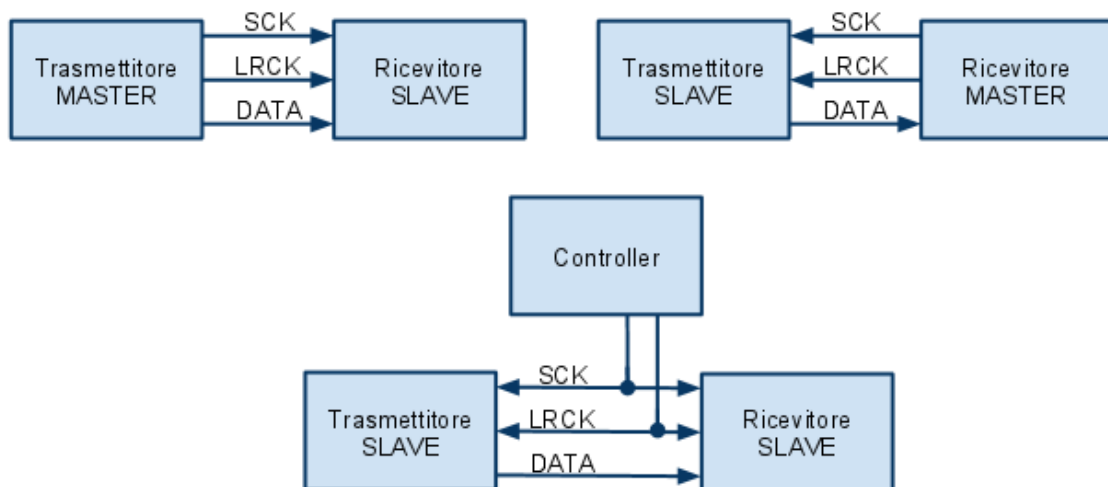 SCK
Trasmettitore
MASTER
LRCK
DATA
Ricevitore
SLAVE
Trasmettitore
SLAVE
SCK
LRCK
DATA
Ricevitore
MASTER
Controller
Trasmettitore
SLAVE
SCK
LRCK
DATA
Ricevitore
SLAVE